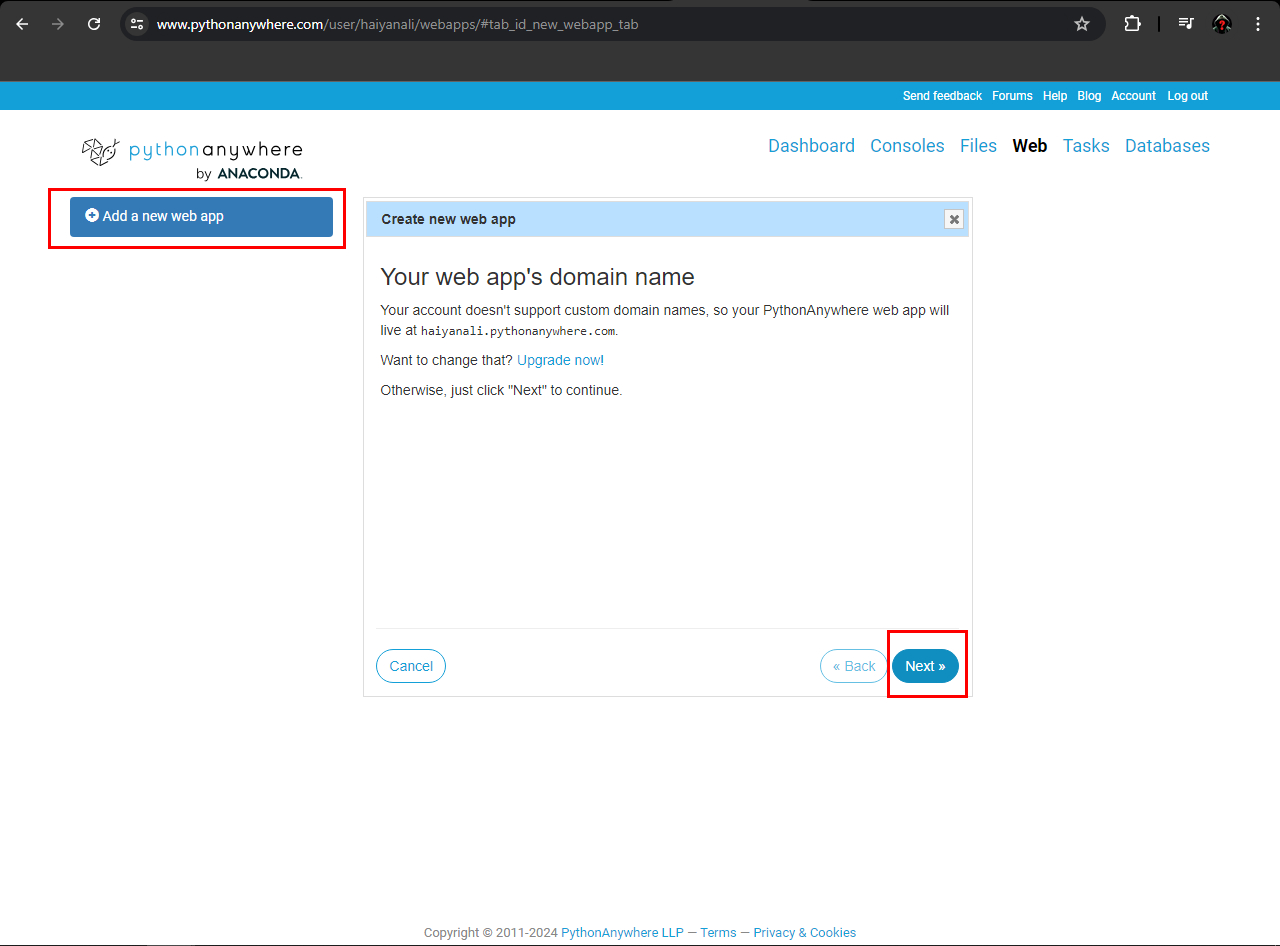 www.pythonanywhere.com/user/haiyanali/webapps/#tab_id_new_webapp_tab
Send feedback Forums Help Blog Account Log out
pythonanywhere
by ANACONDA.
Dashboard Consoles Files Web Tasks Databases
Add a new web app
Create new web app
Your web app's domain name
Your account doesn't support custom domain names, so your PythonAnywhere web app will
live at haiyanali.pythonanywhere.com.
Want to change that? Upgrade now!
Otherwise, just click "Next" to continue.
Cancel « Back Next »
Copyright © 2011-2024 PythonAnywhere LLP — Terms — Privacy & Cookies